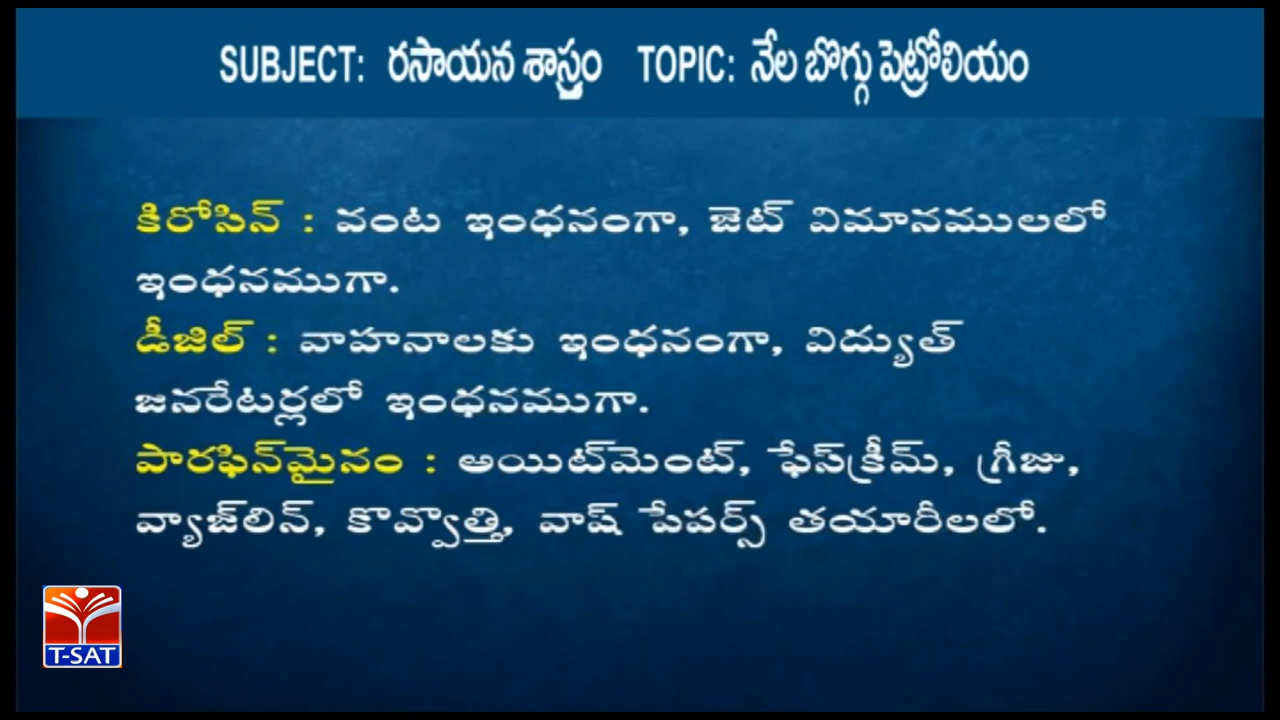 SUBJECT: రసాయన శాస్త్రం TOPIC: నేల బొగ్గు పెట్రోలియం
కిరోసిన్ : వంట ఇంధనంగా, జెట్ విమానములలో
ఇంధనముగా.
డీజిల్ : వాహనాలకు ఇంధనంగా, విద్యుత్
జనరేటర్లలో ఇంధనముగా.
పారఫిన్‌మైనం : అయిట్‌మెంట్, ఫేస్‌క్రీమ్, గ్రీజు,
వ్యాజ్‌లిన్, కొవ్వొత్తి, వాష్ పేపర్స్ తయారీలలో.
T-SAT